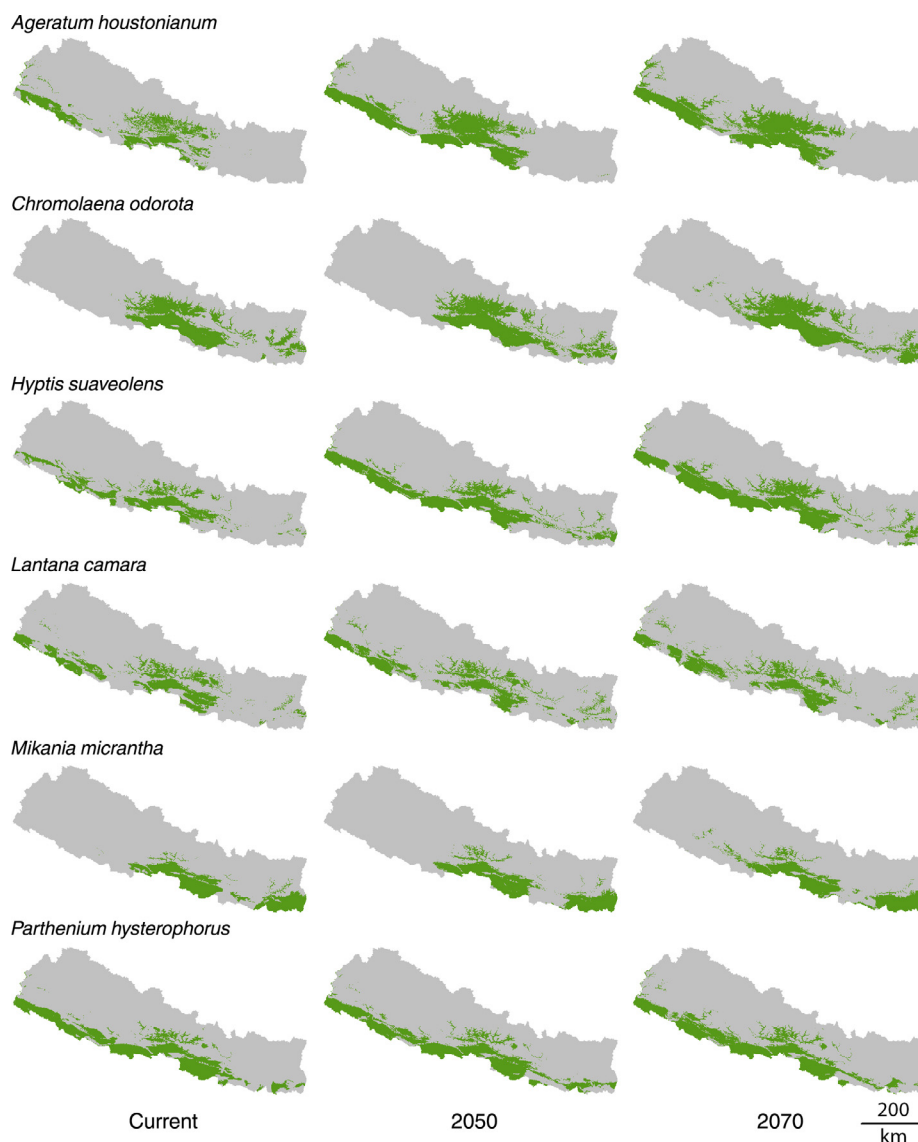 Ageratum houstonianum
Chromolaena odorota
Hyptis suaveolens
Lantana camara
Mikania micrantha
Parthenium hysterophorus
Current 2050 2070 200
km